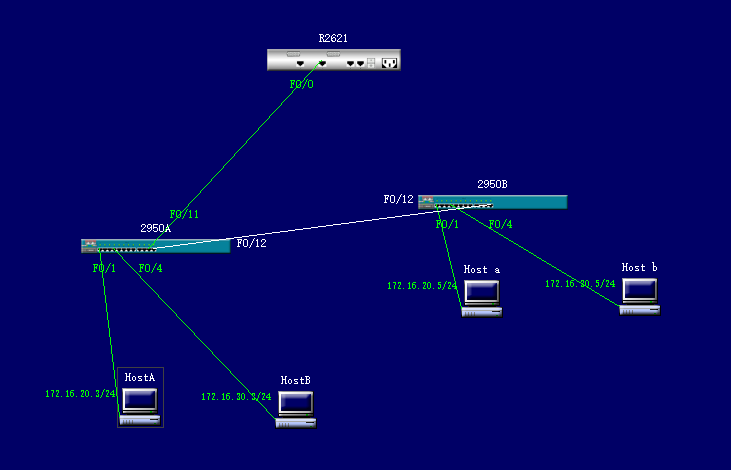 R2621
F0/0
2950B
F0/12
F0/11
2950A
F0/1
F0/4
F0/12
F0/1
F0/4
Host a
Host b
172.16.20.5/24
172.16.20.5/24
HostA
HostB
172.16.20.3/24
172.16.30.3/24